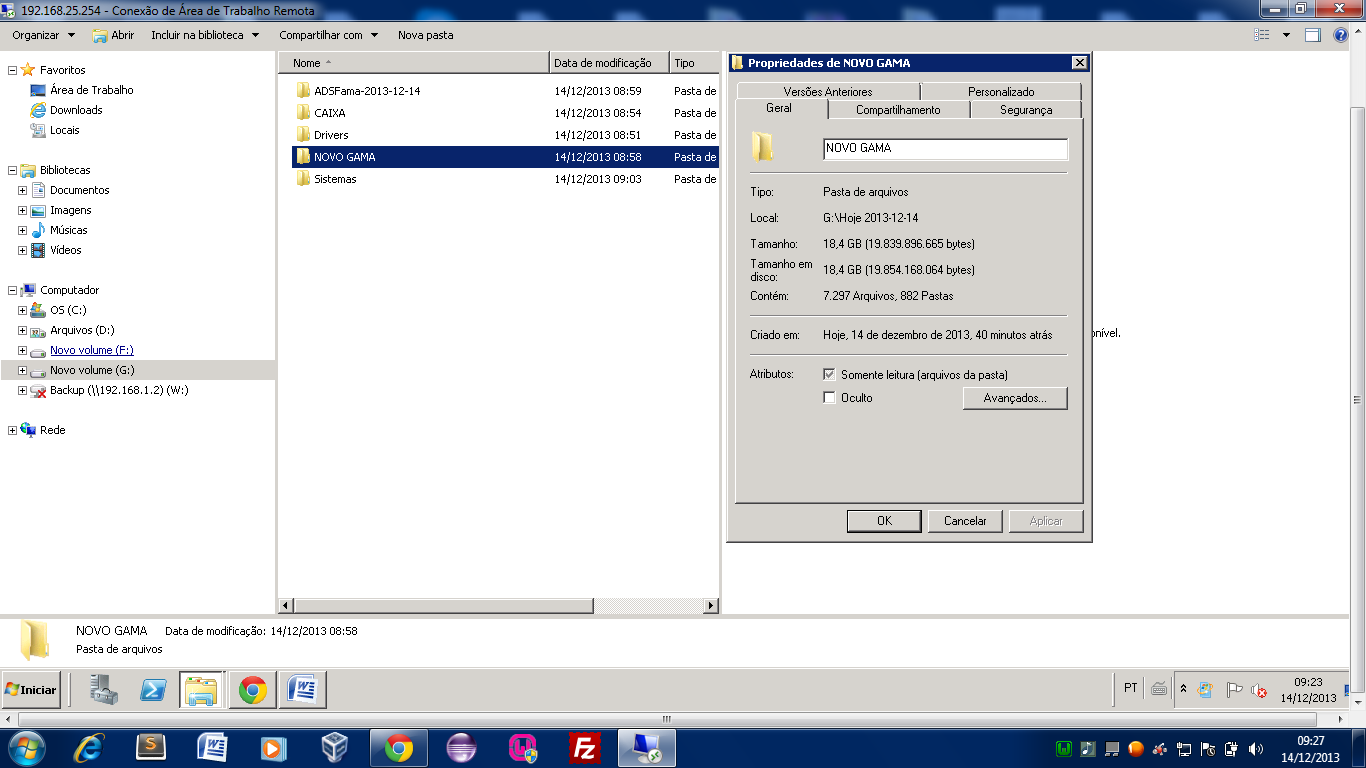 192.168.25.254 - Conexão de Área de Trabalho Remota
Organizar Abrir Incluir na biblioteca Compartilhar com Nova pasta
Favoritos
Área de Trabalho
Downloads
Locais
Bibliotecas
Documentos
Imagens
Músicas
Vídeos
Computador
OS (C:)
Arquivos (D:)
Novo volume (F:)
Novo volume (G:)
Backup (\\192.168.1.2) (W:)
Rede
Nome Data de modificação Tipo
ADSFama-2013-12-14 14/12/2013 08:59 Pasta de
CAIXA 14/12/2013 08:54 Pasta de
Drivers 14/12/2013 08:51 Pasta de
NOVO GAMA 14/12/2013 08:58 Pasta de
Sistemas 14/12/2013 09:03 Pasta de
Propriedades de NOVO GAMA
Versões Anteriores Personalizado
Geral Compartilhamento Segurança
NOVO GAMA
Tipo: Pasta de arquivos
Local: G:\Hoje 2013-12-14
Tamanho: 18,4 GB (19.839.896.665 bytes)
Tamanho em disco: 18,4 GB (19.854.168.064 bytes)
Contém: 7.297 Arquivos, 882 Pastas
Criado em: Hoje, 14 de dezembro de 2013, 40 minutos atrás
Atributos: Somente leitura (arquivos da pasta)
Oculto Avançados...
OK Cancelar Aplicar
onível.
NOVO GAMA Data de modificação: 14/12/2013 08:58
Pasta de arquivos
Iniciar PT 09:23
14/12/2013
09:27
14/12/2013